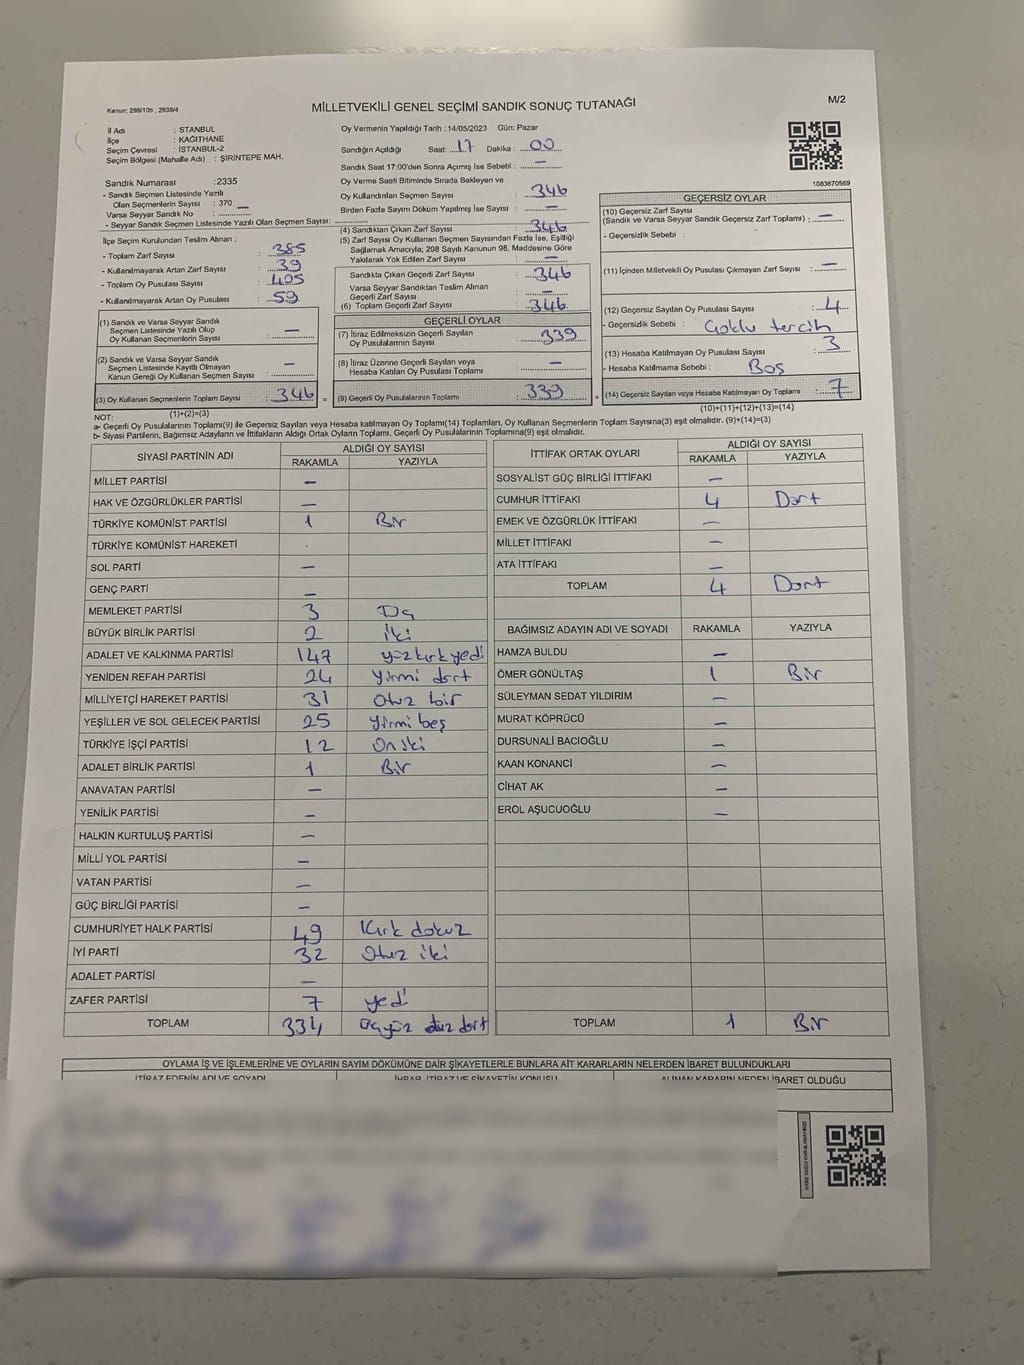 Kanun: 298/105 , 2839/4
MİLLETVEKİLİ GENEL SEÇİMİ SANDIK SONUÇ TUTANAĞI
M/2
İl Adı : STANBUL
İlçe : KAĞITHANE
Seçim Çevresi : İSTANBUL-2
Seçim Bölgesi (Mahalle Adı) : ŞİRİNTEPE MAH.
Oy Vermenin Yapıldığı Tarih : 14/05/2023 Gün: Pazar
Sandığın Açıldığı Saat: 17 Dakika : 00
Sandık Saat 17:00'den Sonra Açımış İse Sebebi : —
Sandık Numarası :2335
- Sandık Seçmen Listesinde Yazılı
Olan Seçmenlerin Sayısı : 370 —
Varsa Seyyar Sandık No :
- Seyyar Sandık Seçmen Listesinde Yazılı Olan Seçmen Sayısı:
Oy Verme Saati Bitiminde Sırada Bekleyen ve
Oy Kullandırılan Seçmen Sayısı : 346
Birden Fazla Sayım Döküm Yapılmış İse Sayısı : —
(4) Sandıktan Çıkan Zarf Sayısı : 346
(5) Zarf Sayısı Oy Kullanan Seçmen Sayısından Fazla İse, Eşitliği
Sağlamak Amacıyla; 298 Sayılı Kanunun 98. Maddesine Göre
Yakılarak Yok Edilen Zarf Sayısı : —
İlçe Seçim Kurulundan Teslim Alınan ;
- Toplam Zarf Sayısı : 385
- Kullanılmayarak Artan Zarf Sayısı : 39
- Toplam Oy Pusulası Sayısı : 405
- Kullanılmayarak Artan Oy Pusulası : 59
Sandıkta Çıkan Geçerli Zarf Sayısı : 346
Varsa Seyyar Sandıktan Teslim Alınan
Geçerli Zarf Sayısı : —
(6) Toplam Geçerli Zarf Sayısı : 346
1083670569
GEÇERSİZ OYLAR
(10) Geçersiz Zarf Sayısı
(Sandık ve Varsa Seyyar Sandık Geçersiz Zarf Toplamı) : —
- Geçersizlik Sebebi :
(11) İçinden Milletvekili Oy Pusulası Çıkmayan Zarf Sayısı : —
(12) Geçersiz Sayılan Oy Pusulası Sayısı : 4
- Geçersizlik Sebebi : Çoklu tercih
(13) Hesaba Katılmayan Oy Pusulası Sayısı : 3
- Hesaba Katılmama Sebebi : Boş
(14) Geçersiz Sayılan veya Hesaba Katılmayan Oy Toplamı : 7
(10)+(11)+(12)+(13)=(14)
(1) Sandık ve Varsa Seyyar Sandık
Seçmen Listesinde Yazılı Olup
Oy Kullanan Seçmenlerin Sayısı : —
(2) Sandık ve Varsa Seyyar Sandık
Seçmen Listesinde Kayıtlı Olmayan
Kanun Gereği Oy Kullanan Seçmen Sayısı : —
(3) Oy Kullanan Seçmenlerin Toplam Sayısı : 346 =
(1)+(2)=(3)
GEÇERLİ OYLAR
(7) İtiraz Edilmeksizin Geçerli Sayılan
Oy Pusulalarının Sayısı : 339
(8) İtiraz Üzerine Geçerli Sayılan veya
Hesaba Katılan Oy Pusulası Toplamı : —
(9) Geçerli Oy Pusulalarının Toplamı : 339 +
NOT:
a- Geçerli Oy Pusulalarının Toplamı(9) ile Geçersiz Sayılan veya Hesaba katılmayan Oy Toplamı(14) Toplamları, Oy Kullanan Seçmenlerin Toplam Sayısına(3) eşit olmalıdır. (9)+(14)=(3)
b- Siyasi Partilerin, Bağımsız Adayların ve İttifakların Aldığı Ortak Oyların Toplamı, Geçerli Oy Pusulalarının Toplamına(9) eşit olmalıdır.
SİYASİ PARTİNİN ADI ALDIĞI OY SAYISI
RAKAMLA YAZIYLA
MİLLET PARTİSİ —
HAK VE ÖZGÜRLÜKLER PARTİSİ —
TÜRKİYE KOMÜNİST PARTİSİ 1 Bir
TÜRKİYE KOMÜNİST HAREKETİ .
SOL PARTİ —
GENÇ PARTİ —
MEMLEKET PARTİSİ 3
BÜYÜK BİRLİK PARTİSİ 2 iki
ADALET VE KALKINMA PARTİSİ 147 yüzkırkyedi
YENİDEN REFAH PARTİSİ 24 yirmi dört
MİLLİYETÇİ HAREKET PARTİSİ 31 Otuz bir
YEŞİLLER VE SOL GELECEK PARTİSİ 25 yirmi beş
TÜRKİYE İŞÇİ PARTİSİ 12 Oniki
ADALET BİRLİK PARTİSİ 1 Bir
ANAVATAN PARTİSİ —
YENİLİK PARTİSİ —
HALKIN KURTULUŞ PARTİSİ —
MİLLİ YOL PARTİSİ —
VATAN PARTİSİ —
GÜÇ BİRLİĞİ PARTİSİ —
CUMHURİYET HALK PARTİSİ 49 Kırk dokuz
İYİ PARTİ 32 Otuz iki
ADALET PARTİSİ —
ZAFER PARTİSİ 7 yedi
TOPLAM 334 üçyüz otuz dört
İTTİFAK ORTAK OYLARI ALDIĞI OY SAYISI
RAKAMLA YAZIYLA
SOSYALİST GÜÇ BİRLİĞİ İTTİFAKI —
CUMHUR İTTİFAKI 4 Dört
EMEK VE ÖZGÜRLÜK İTTİFAKI —
MİLLET İTTİFAKI —
ATA İTTİFAKI —
TOPLAM 4 Dört
BAĞIMSIZ ADAYIN ADI VE SOYADI RAKAMLA YAZIYLA
HAMZA BULDU —
ÖMER GÖNÜLTAŞ 1 Bir
SÜLEYMAN SEDAT YILDIRIM —
MURAT KÖPRÜCÜ —
DURSUNALİ BACIOĞLU —
KAAN KONANCİ —
CİHAT AK —
EROL AŞUCUOĞLU —
TOPLAM 1 Bir
OYLAMA İŞ VE İŞLEMLERİNE VE OYLARIN SAYIM DÖKÜMÜNE DAİR ŞİKAYETLERLE BUNLARA AİT KARARLARIN NELERDEN İBARET BULUNDUKLARI
İTİRAZ EDENİN ADI VE SOYADI İHBAR, İTİRAZ VE ŞİKAYETİN KONUSU ALINAN KARARIN NEDEN İBARET OLDUĞU